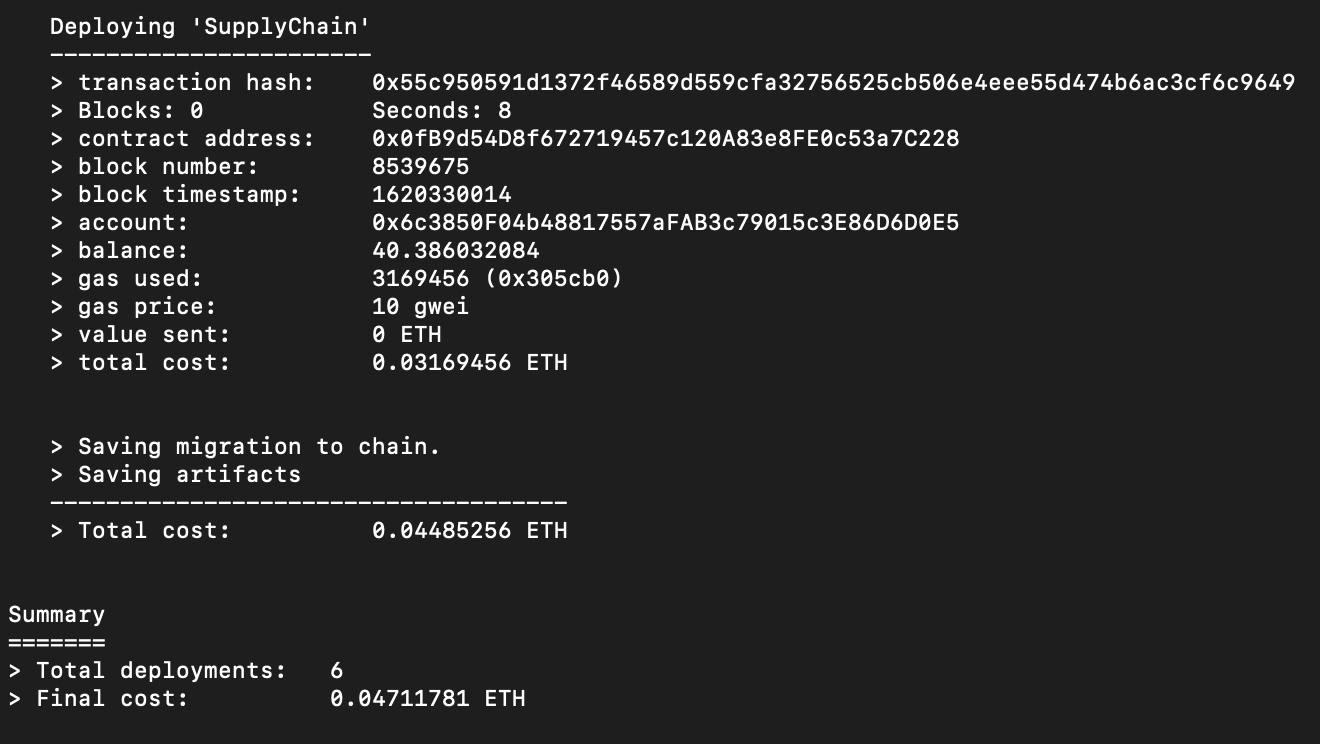 Deploying 'SupplyChain'
-----------------------
> transaction hash:    0x55c950591d1372f46589d559cfa32756525cb506e4eee55d474b6ac3cf6c9649
> Blocks: 0            Seconds: 8
> contract address:    0x0fB9d54D8f672719457c120A83e8FE0c53a7C228
> block number:        8539675
> block timestamp:     1620330014
> account:             0x6c3850F04b48817557aFAB3c79015c3E86D6D0E5
> balance:             40.386032084
> gas used:            3169456 (0x305cb0)
> gas price:           10 gwei
> value sent:          0 ETH
> total cost:          0.03169456 ETH
> Saving migration to chain.
> Saving artifacts
-------------------------------------
> Total cost:          0.04485256 ETH
Summary
=======
> Total deployments:   6
> Final cost:          0.04711781 ETH